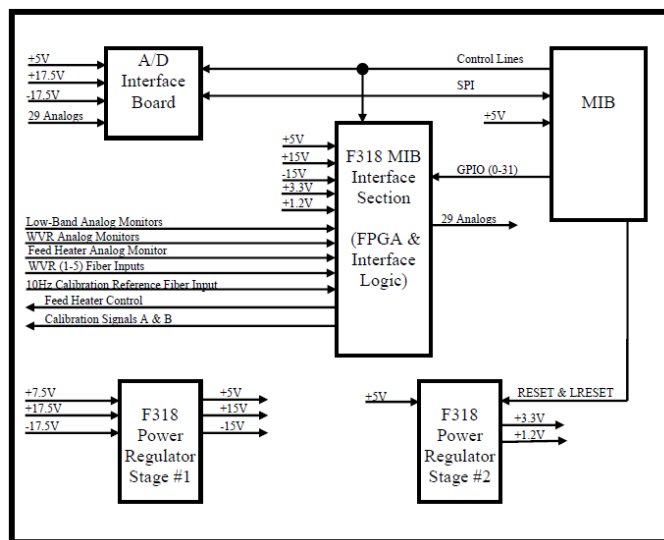 +5V
+17.5V
-17.5V
29 Analogs
A/D
Interface
Board
Control Lines
SPI
+5V
MIB
GPIO (0-31)
+5V
+15V
-15V
+3.3V
+1.2V
F318 MIB
Interface
Section
(FPGA &
Interface
Logic)
29 Analogs
Low-Band Analog Monitors
WVR Analog Monitors
Feed Heater Analog Monitor
WVR (1-5) Fiber Inputs
10Hz Calibration Reference Fiber Input
Feed Heater Control
Calibration Signals A & B
+7.5V
+17.5V
-17.5V
F318
Power
Regulator
Stage #1
+5V
+15V
-15V
+5V
F318
Power
Regulator
Stage #2
RESET & LRESET
+3.3V
+1.2V